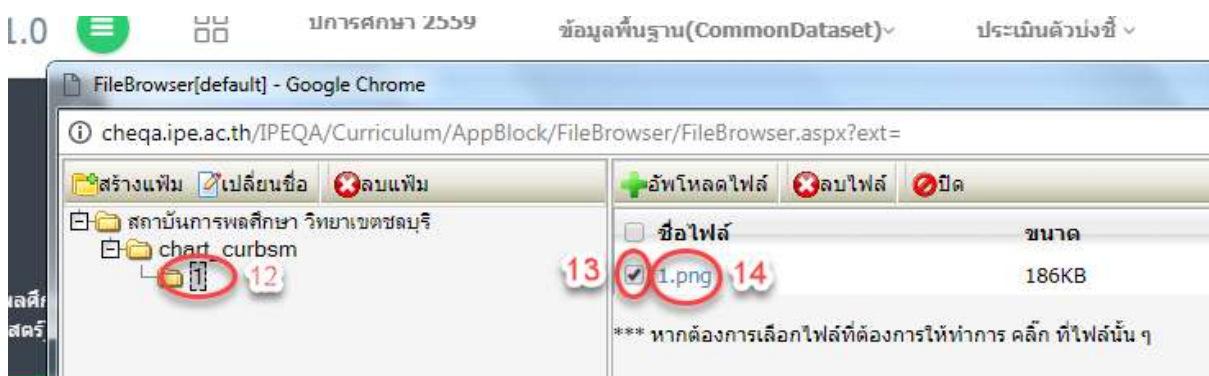 1.0
ปีการศึกษา 2559
ข้อมูลพื้นฐาน(CommonDataset)
ประเมินตัวบ่งชี้
FileBrowser[default] - Google Chrome
cheqa.ipe.ac.th/IPEQA/Curriculum/AppBlock/FileBrowser/FileBrowser.aspx?ext=
สร้างแฟ้ม เปลี่ยนชื่อ ลบแฟ้ม
อัพโหลดไฟล์ ลบไฟล์ ปิด
สถาบันการพลศึกษา วิทยาเขตชลบุรี
chart_curbsm
1 12
ชื่อไฟล์ ขนาด
13 1.png 14 186KB
*** หากต้องการเลือกไฟล์ที่ต้องการให้ทำการ คลิ๊ก ที่ไฟล์นั้น ๆ